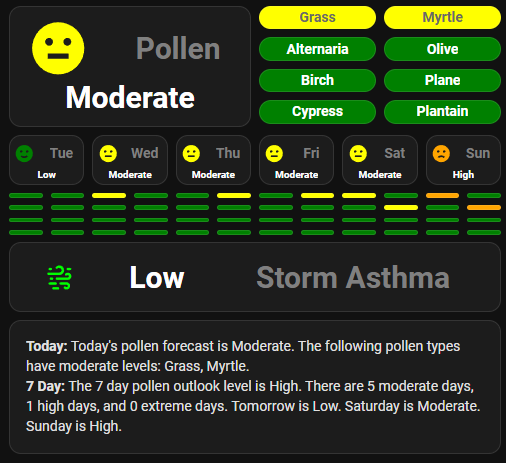 Pollen
Moderate
Grass
Myrtle
Alternaria
Olive
Birch
Plane
Cypress
Plantain
Tue
Low
Wed
Moderate
Thu
Moderate
Fri
Moderate
Sat
Moderate
Sun
High
Low
Storm Asthma
Today: Today's pollen forecast is Moderate. The following pollen types
have moderate levels: Grass, Myrtle.
7 Day: The 7 day pollen outlook level is High. There are 5 moderate days,
1 high days, and 0 extreme days. Tomorrow is Low. Saturday is Moderate.
Sunday is High.